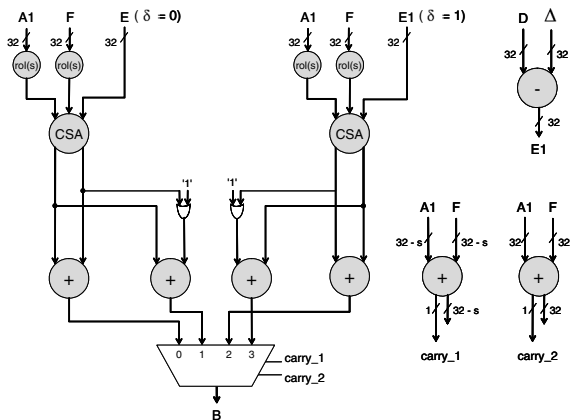 A1 F E ( δ = 0) A1 F E1 ( δ = 1) D Δ
32 32 32 32 32 32 32 32
rol(s) rol(s) rol(s) rol(s)
-
32
CSA CSA E1
'1' '1'
A1 F A1 F
32 - s 32 - s 32 32
+ + + + + +
1 32 - s 1 32
0 1 2 3 carry_1 carry_1 carry_2
carry_2
B